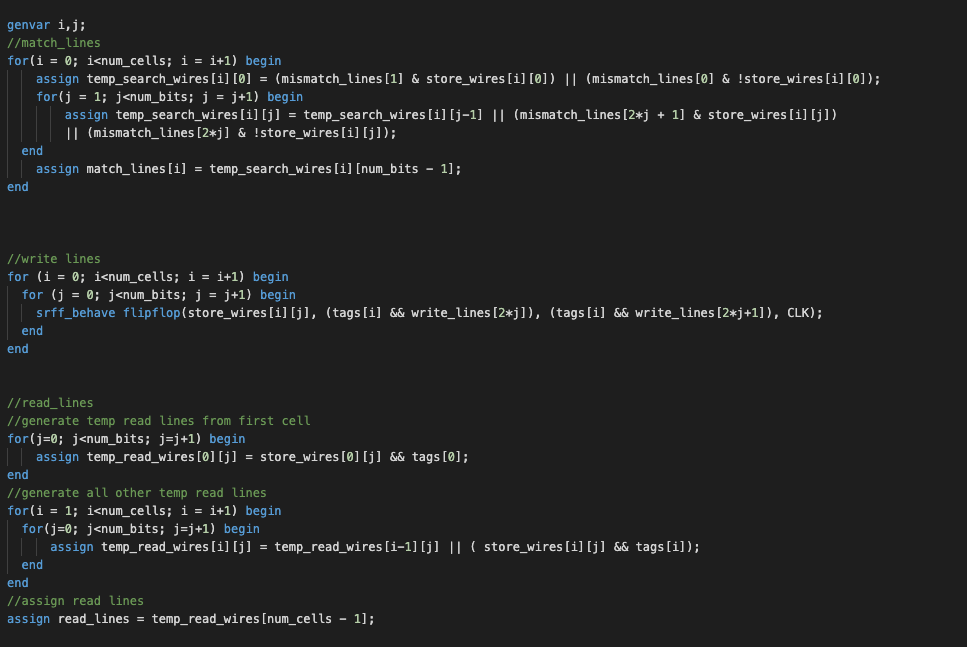 genvar i,j;
//match_lines
for(i = 0; i<num_cells; i = i+1) begin
assign temp_search_wires[i][0] = (mismatch_lines[1] & store_wires[i][0]) || (mismatch_lines[0] & !store_wires[i][0]);
for(j = 1; j<num_bits; j = j+1) begin
assign temp_search_wires[i][j] = temp_search_wires[i][j-1] || (mismatch_lines[2*j + 1] & store_wires[i][j])
|| (mismatch_lines[2*j] & !store_wires[i][j]);
end
assign match_lines[i] = temp_search_wires[i][num_bits - 1];
end
//write lines
for (i = 0; i<num_cells; i = i+1) begin
for (j = 0; j<num_bits; j = j+1) begin
srff_behave flipflop(store_wires[i][j], (tags[i] && write_lines[2*j]), (tags[i] && write_lines[2*j+1]), CLK);
end
end
//read_lines
//generate temp read lines from first cell
for(j=0; j<num_bits; j=j+1) begin
assign temp_read_wires[0][j] = store_wires[0][j] && tags[0];
end
//generate all other temp read lines
for(i = 1; i<num_cells; i = i+1) begin
for(j=0; j<num_bits; j=j+1) begin
assign temp_read_wires[i][j] = temp_read_wires[i-1][j] || ( store_wires[i][j] && tags[i]);
end
end
//assign read lines
assign read_lines = temp_read_wires[num_cells - 1];